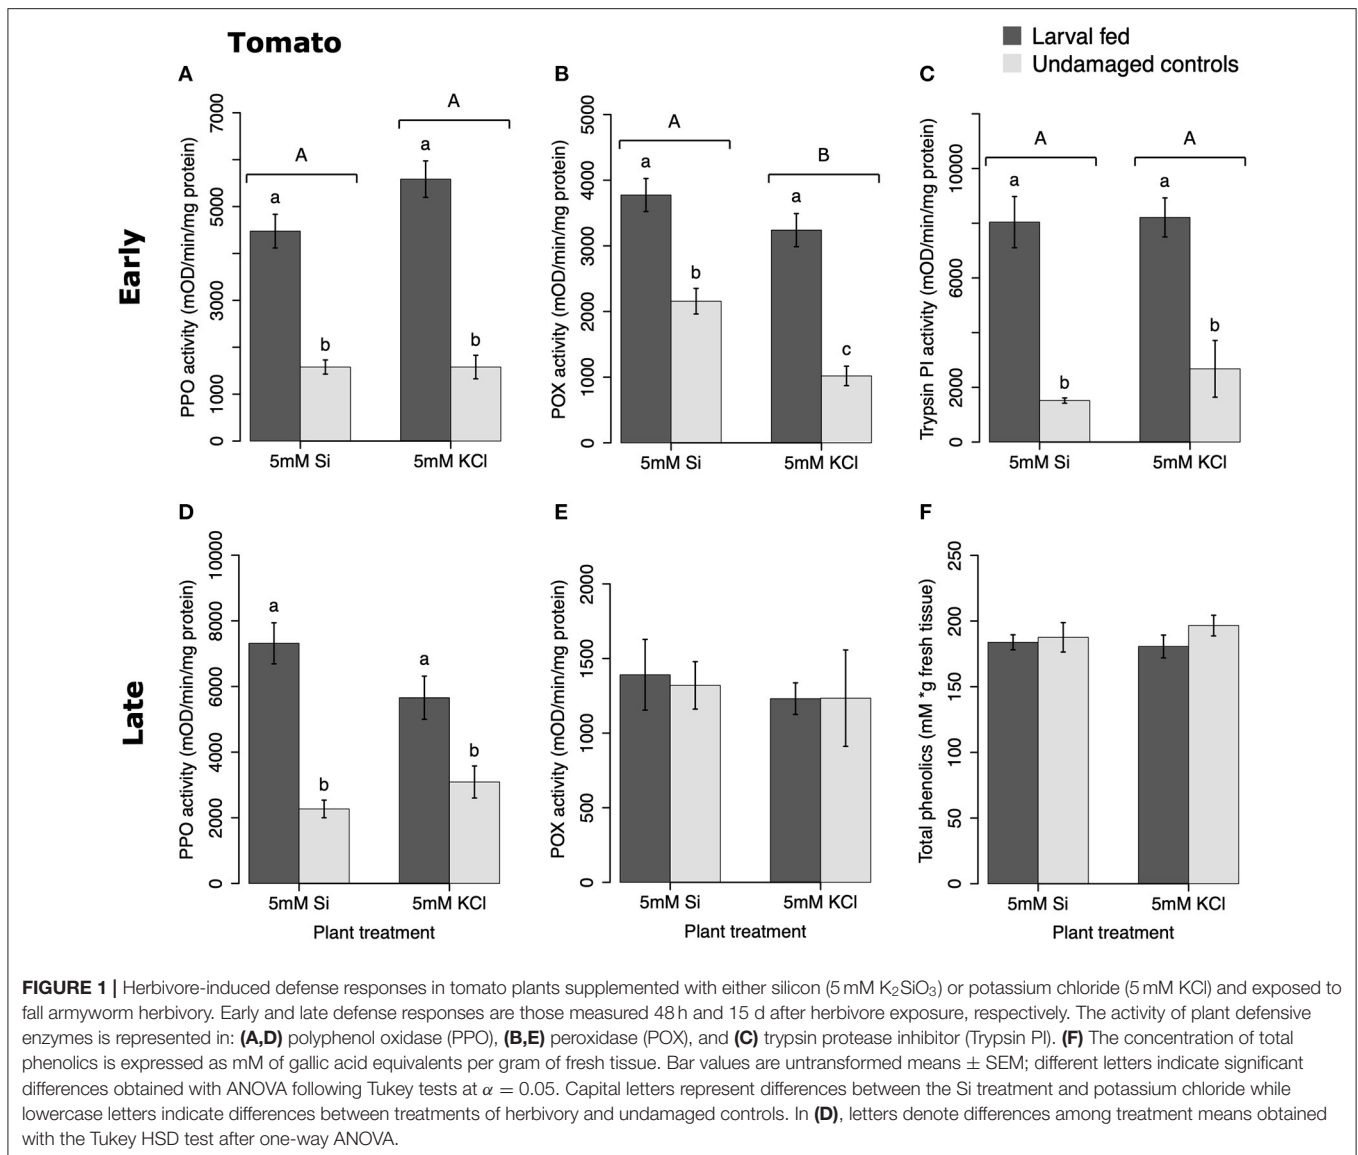 Tomato
Larval fed
Undamaged controls
Early
Late
A
PPO activity (mOD/min/mg protein)
0
1000
3000
5000
7000
A
A
a
b
a
b
5mM Si
5mM KCl
B
POX activity (mOD/min/mg protein)
0
1000
2000
3000
4000
5000
A
B
a
b
a
c
5mM Si
5mM KCl
C
Trypsin PI activity (mOD/min/mg protein)
0
2000
6000
10000
A
A
a
b
a
b
5mM Si
5mM KCl
D
PPO activity (mOD/min/mg protein)
0
2000
4000
6000
8000
10000
a
b
a
b
5mM Si
5mM KCl
Plant treatment
E
POX activity (mOD/min/mg protein)
0
500
1000
1500
2000
5mM Si
5mM KCl
Plant treatment
F
Total phenolics (mM *g fresh tissue)
0
50
100
150
200
250
5mM Si
5mM KCl
Plant treatment
FIGURE 1 | Herbivore-induced defense responses in tomato plants supplemented with either silicon (5 mM K₂SiO₃) or potassium chloride (5 mM KCl) and exposed to
fall armyworm herbivory. Early and late defense responses are those measured 48 h and 15 d after herbivore exposure, respectively. The activity of plant defensive
enzymes is represented in: (A,D) polyphenol oxidase (PPO), (B,E) peroxidase (POX), and (C) trypsin protease inhibitor (Trypsin PI). (F) The concentration of total
phenolics is expressed as mM of gallic acid equivalents per gram of fresh tissue. Bar values are untransformed means ± SEM; different letters indicate significant
differences obtained with ANOVA following Tukey tests at α = 0.05. Capital letters represent differences between the Si treatment and potassium chloride while
lowercase letters indicate differences between treatments of herbivory and undamaged controls. In (D), letters denote differences among treatment means obtained
with the Tukey HSD test after one-way ANOVA.